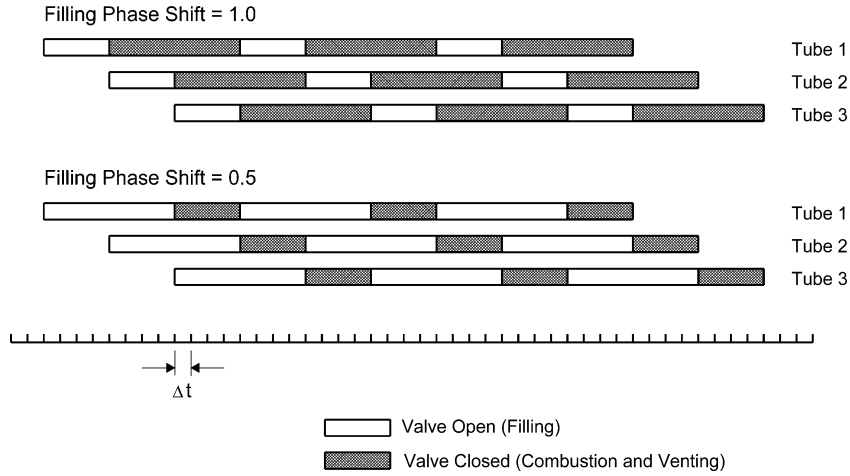 Filling Phase Shift = 1.0
Tube 1
Tube 2
Tube 3
Filling Phase Shift = 0.5
Tube 1
Tube 2
Tube 3
Δt
Valve Open (Filling)
Valve Closed (Combustion and Venting)